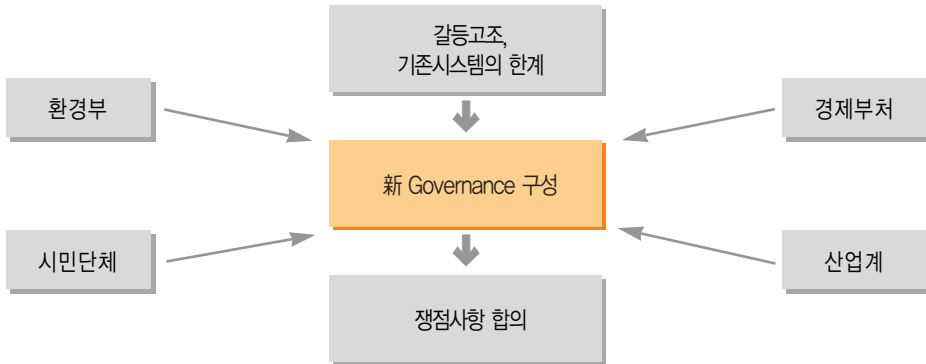 갈등고조,
기존시스템의 한계
환경부
경제부처
新 Governance 구성
시민단체
산업계
쟁점사항 합의